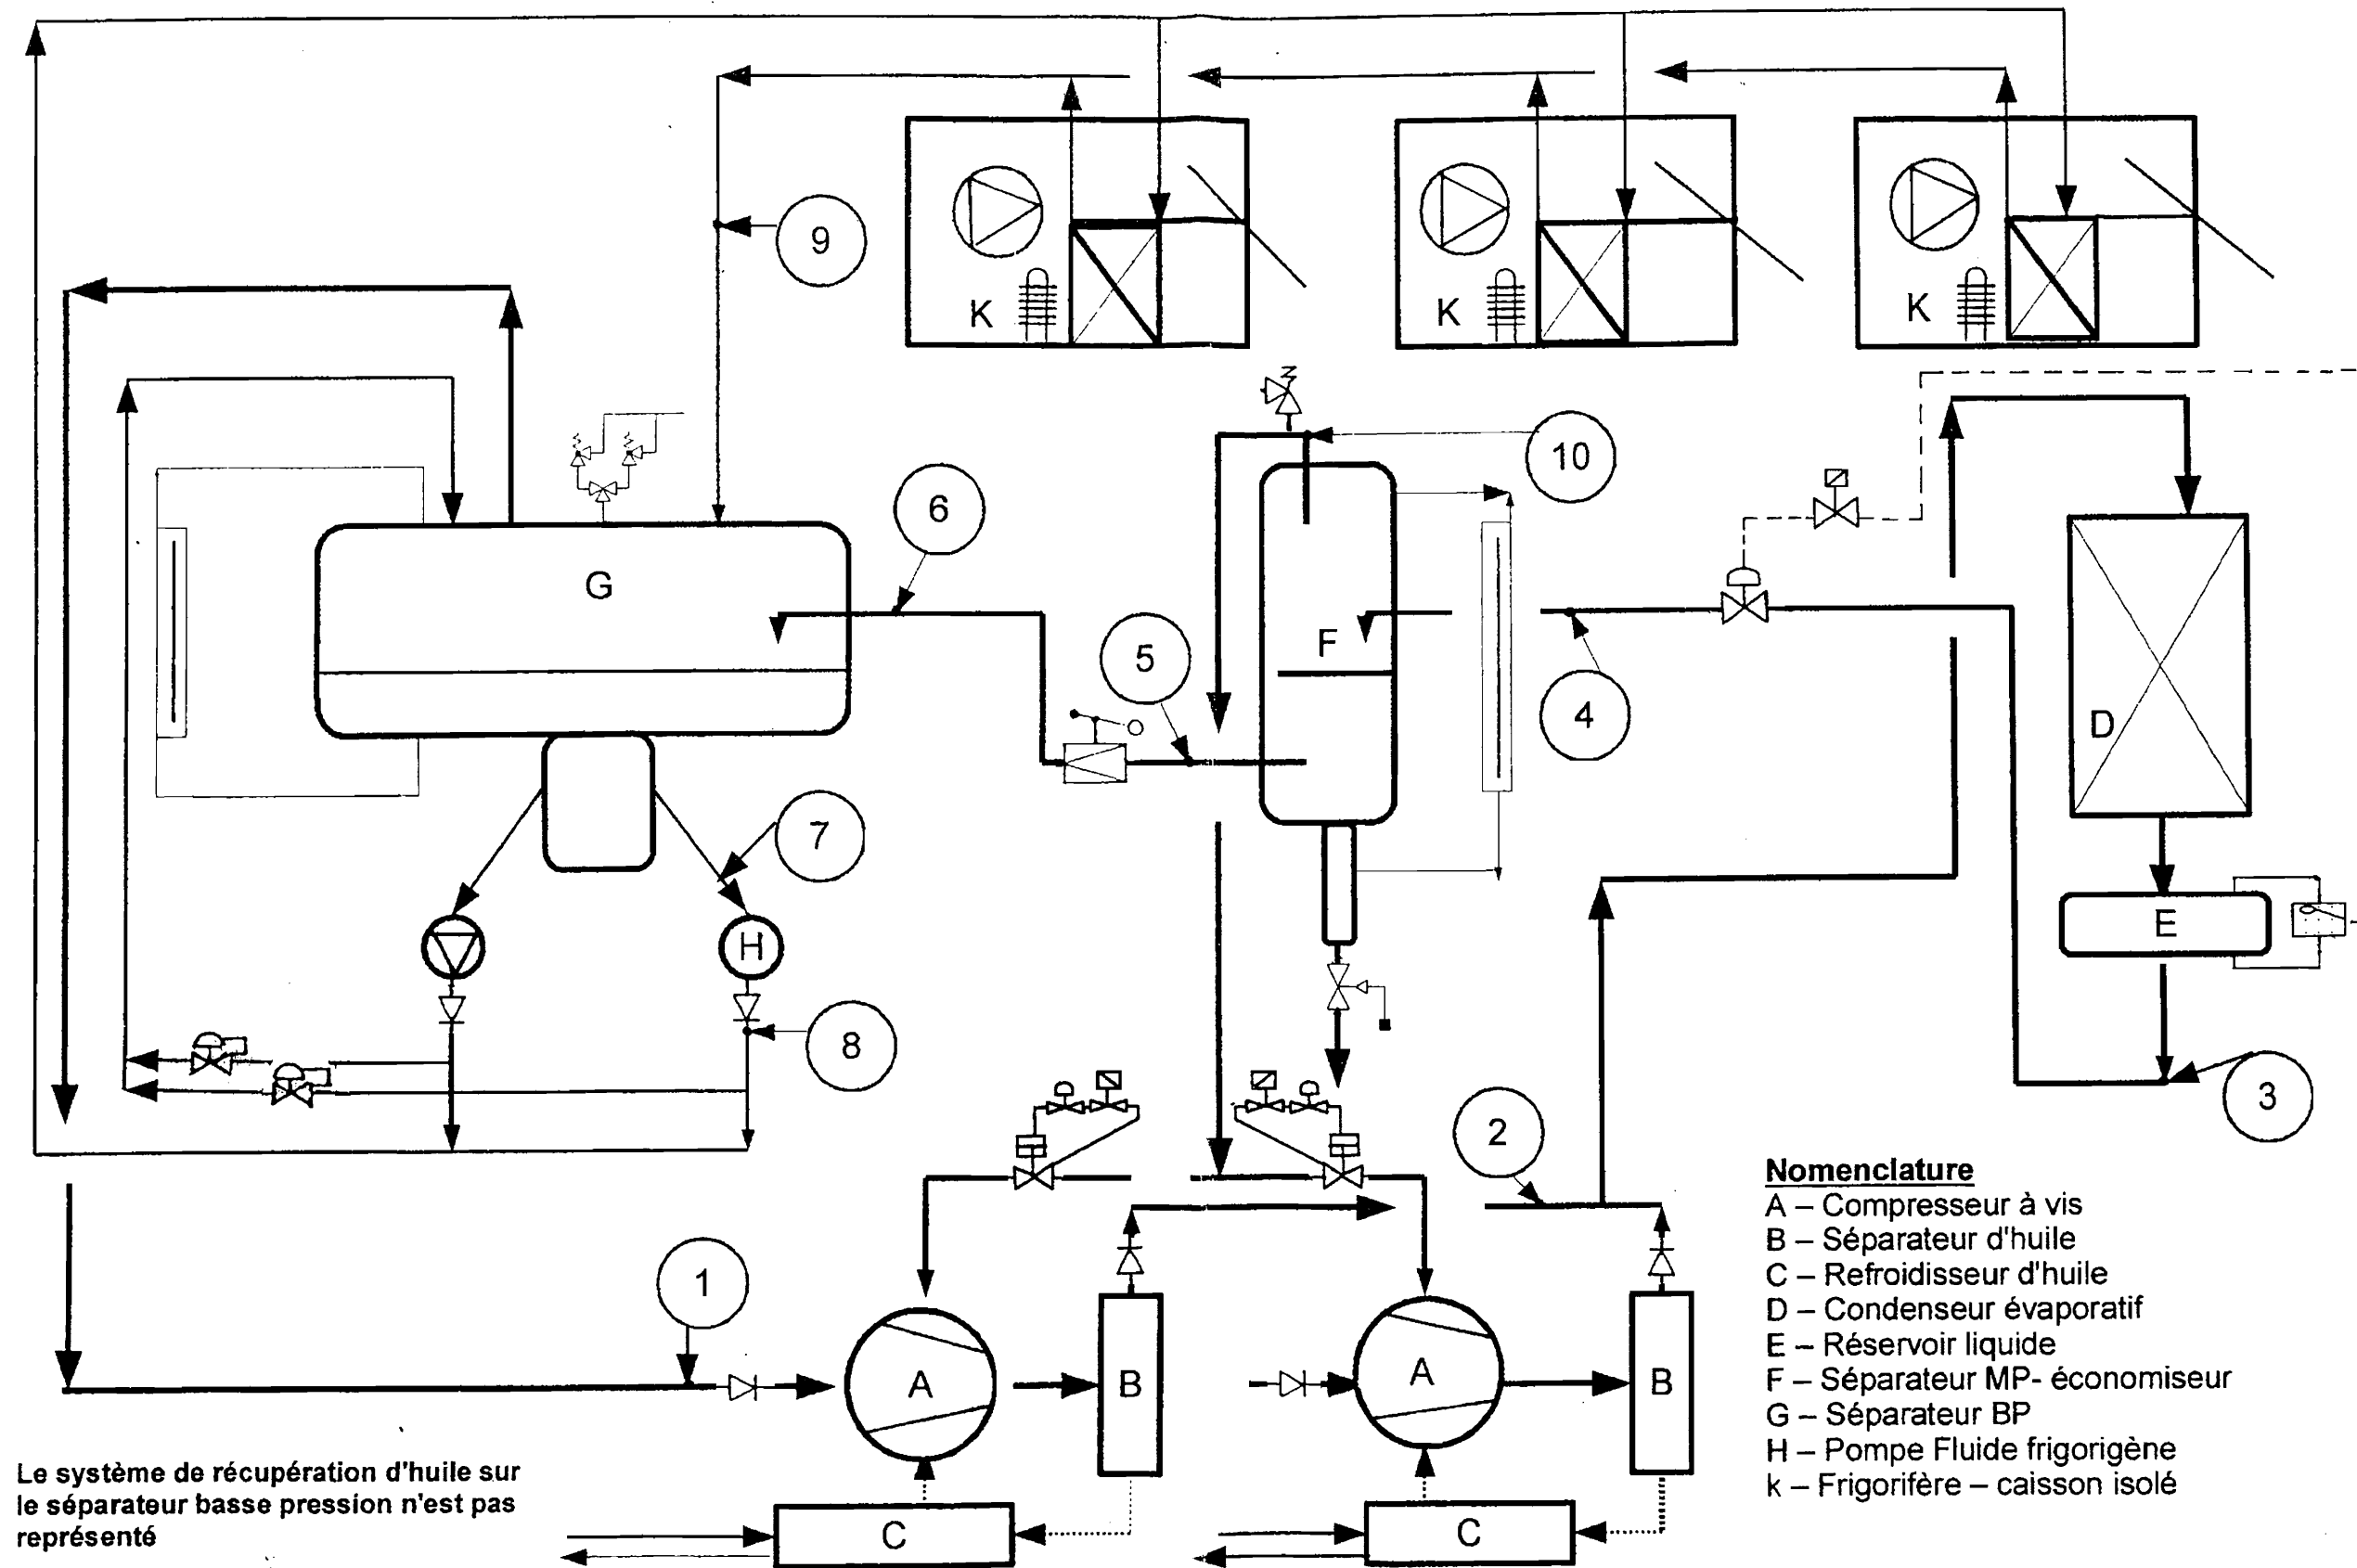 9
K
K
K
10
6
G
F
5
4
D
7
E
H
8
3
2
Nomenclature
A – Compresseur à vis
B – Séparateur d'huile
C – Refroidisseur d'huile
D – Condenseur évaporatif
E – Réservoir liquide
F – Séparateur MP- économiseur
G – Séparateur BP
H – Pompe Fluide frigorigène
k – Frigorifère – caisson isolé
1
A
B
A
B
Le système de récupération d'huile sur
le séparateur basse pression n'est pas
représenté
C
C